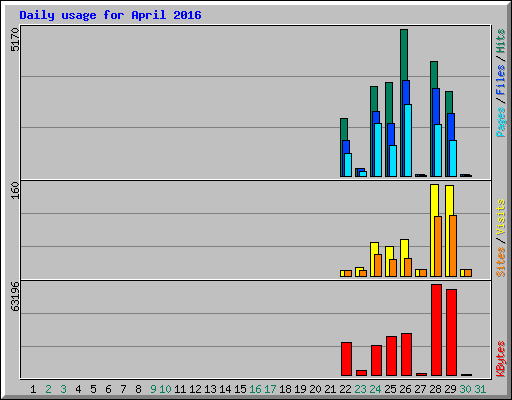 Daily usage for April 2016
5170
Pages / Files / Hits
160
Sites / Visits
63196
KBytes
1 2 3 4 5 6 7 8 9 10 11 12 13 14 15 16 17 18 19 20 21 22 23 24 25 26 27 28 29 30 31